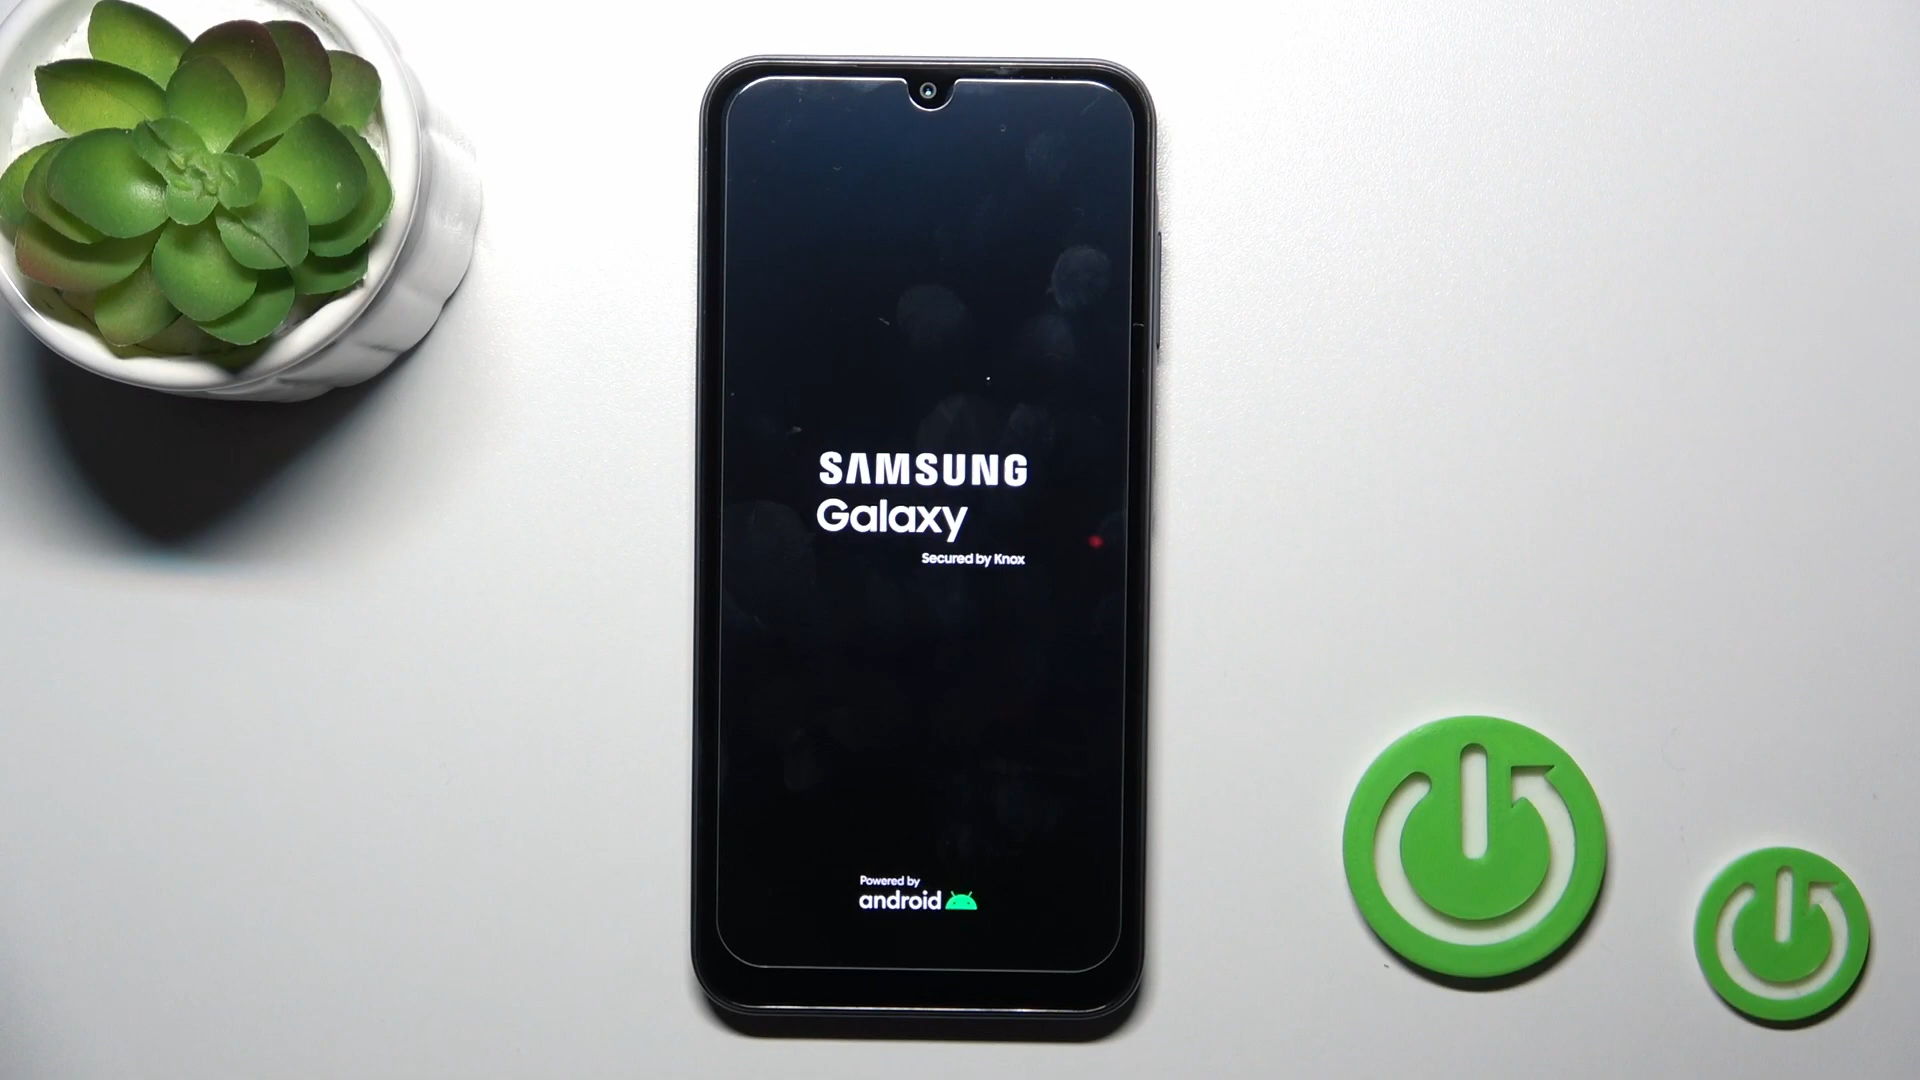 SAMSUNG
Galaxy
Secured by Knox
Powered by
android